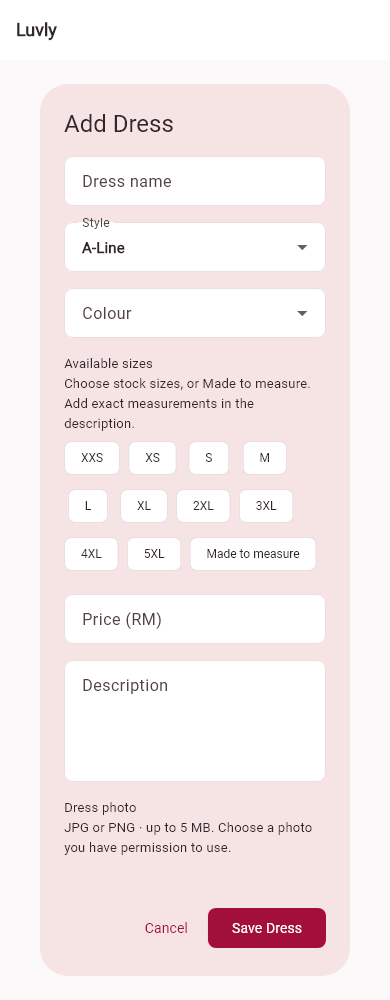 Luvly
Add Dress
Dress name
Style
A-Line
Colour
Available sizes
Choose stock sizes, or Made to measure.
Add exact measurements in the
description.
XXS XS S M
L XL 2XL 3XL
4XL 5XL Made to measure
Price (RM)
Description
Dress photo
JPG or PNG · up to 5 MB. Choose a photo
you have permission to use.
Cancel Save Dress